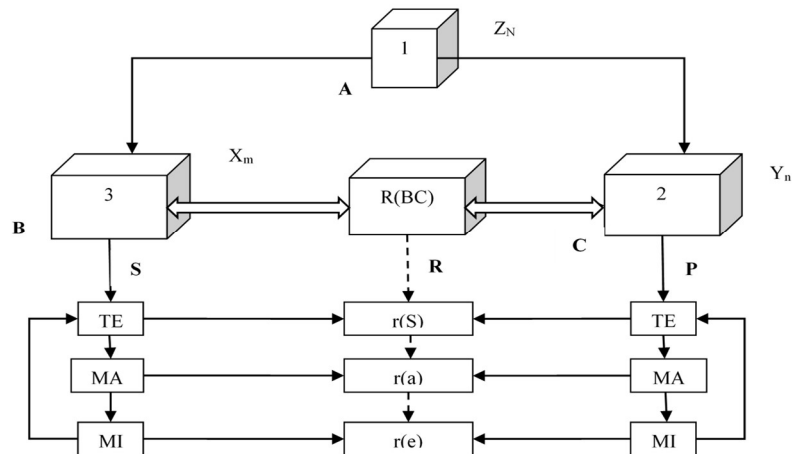 Z_N
1
A
X_m
Y_n
3
R(BC)
2
B
C
S
R
P
TE
r(S)
TE
MA
r(a)
MA
MI
r(e)
MI